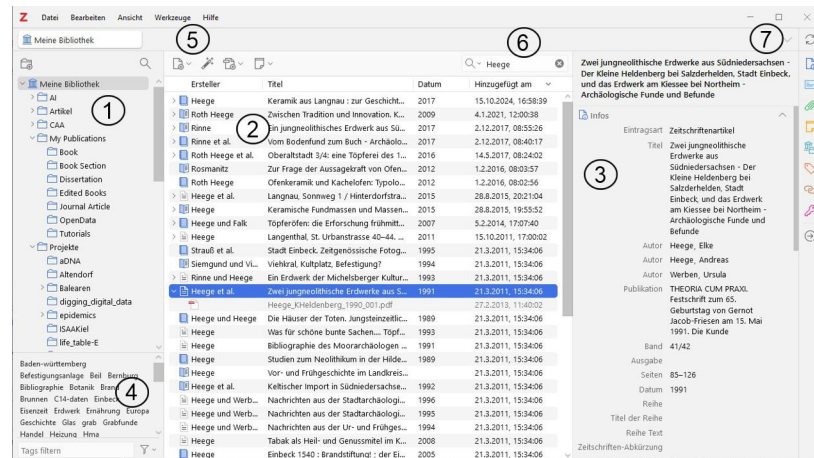 Z Datei Bearbeiten Ansicht Werkzeuge Hilfe
Meine Bibliothek
5
6
7
Heege
Meine Bibliothek
AI
Artikel
CAA
My Publications
Book
Book Section
Dissertation
Edited Books
Journal Article
OpenData
Tutorials
Projekte
aDNA
Altendorf
Balearen
digging_digital_data
epidemics
ISAAKiel
life_table-E
1
Baden-württemberg
Befestigungsanlage Beil Bernburg
Bibliographie Botanik Brand
Brunnen C14-daten Einbeck
Eisenzeit Erdwerk Ernährung Europa
Geschichte Glas grab Grabfunde
Handel Heizung Hma
4
Tags filtern
Ersteller Titel Datum Hinzugefügt am
2
Heege Keramik aus Langnau : zur Geschicht... 2017 15.10.2024, 16:58:39
Roth Heege Zwischen Tradition und Innovation. K... 2009 4.1.2021, 12:00:38
Rinne Ein jungneolithisches Erdwerk aus Sü... 2017 2.12.2017, 08:55:26
Rinne et al. Vom Bodenfund zum Buch - Archäolo... 2017 2.12.2017, 08:40:17
Roth Heege et al. Oberaltstadt 3/4: eine Töpferei des 1... 2016 14.5.2017, 08:24:02
Rosmanitz Zur Frage der Aussagekraft von Ofen... 2012 1.2.2016, 08:03:57
Roth Heege Ofenkeramik und Kachelofen: Typolo... 2012 1.2.2016, 08:02:56
Heege et al. Langnau, Sonnweg 1 / Hinterdorfstra... 2015 28.8.2015, 20:21:04
Heege Keramische Fundmassen und Massen... 2015 28.8.2015, 19:55:52
Heege und Falk Töpferöfen: die Erforschung frühmitt... 2007 5.2.2014, 17:07:40
Heege Langenthal, St. Urbanstrasse 40–44. ... 2011 15.10.2011, 17:00:02
Strauß et al. Stadt Einbeck. Zeitgenössische Fotog... 1995 21.3.2011, 15:34:06
Siemgund und Vi... Viehkral, Kultplatz, Befestigung? 1994 21.3.2011, 15:34:06
Rinne und Heege Ein Erdwerk der Michelsberger Kultur... 1993 21.3.2011, 15:34:06
Heege et al. Zwei jungneolithische Erdwerke aus S... 1991 21.3.2011, 15:34:06
Heege_KHeldenberg_1990_001.pdf 27.2.2013, 11:40:02
Heege und Heege Die Häuser der Toten. Jungsteinzeitlic... 1989 21.3.2011, 15:34:06
Heege Was für schöne bunte Sachen.... Töpf... 1993 21.3.2011, 15:34:06
Heege Bibliographie des Moorarchäologen ... 1991 21.3.2011, 15:34:06
Heege Studien zum Neolithikum in der Hilde... 1989 21.3.2011, 15:34:06
Heege Vor- und Frühgeschichte im Landkreis... 21.3.2011, 15:34:06
Heege et al. Keltischer Import in Südniedersachse... 1992 21.3.2011, 15:34:06
Heege und Werb... Nachrichten aus der Stadtarchäologi... 1996 21.3.2011, 15:34:06
Heege und Werb... Nachrichten aus der Stadtarchäologi... 1995 21.3.2011, 15:34:06
Heege und Werb... Nachrichten aus der Ur- und Frühges... 1994 21.3.2011, 15:34:06
Heege Tabak als Heil- und Genussmittel im K... 2008 21.3.2011, 15:34:06
Heege Einbeck 1540 : Brandstiftung! : der Ei... 2005 21.3.2011, 15:34:06
Zwei jungneolithische Erdwerke aus Südniedersachsen -
Der Kleine Heldenberg bei Salzderhelden, Stadt Einbeck,
und das Erdwerk am Kiessee bei Northeim -
Archäologische Funde und Befunde
Infos
3
Eintragsart Zeitschriftenartikel
Titel Zwei jungneolithische
Erdwerke aus
Südniedersachsen - Der
Kleine Heldenberg bei
Salzderhelden, Stadt
Einbeck, und das Erdwerk
am Kiessee bei Northeim -
Archäologische Funde und
Befunde
Autor Heege, Elke
Autor Heege, Andreas
Autor Werben, Ursula
Publikation THEORIA CUM PRAXI.
Festschrift zum 65.
Geburtstag von Gernot
Jacob-Friesen am 15. Mai
1991. Die Kunde
Band 41/42
Ausgabe
Seiten 85–126
Datum 1991
Reihe
Titel der Reihe
Reihe Text
Zeitschriften-Abkürzung